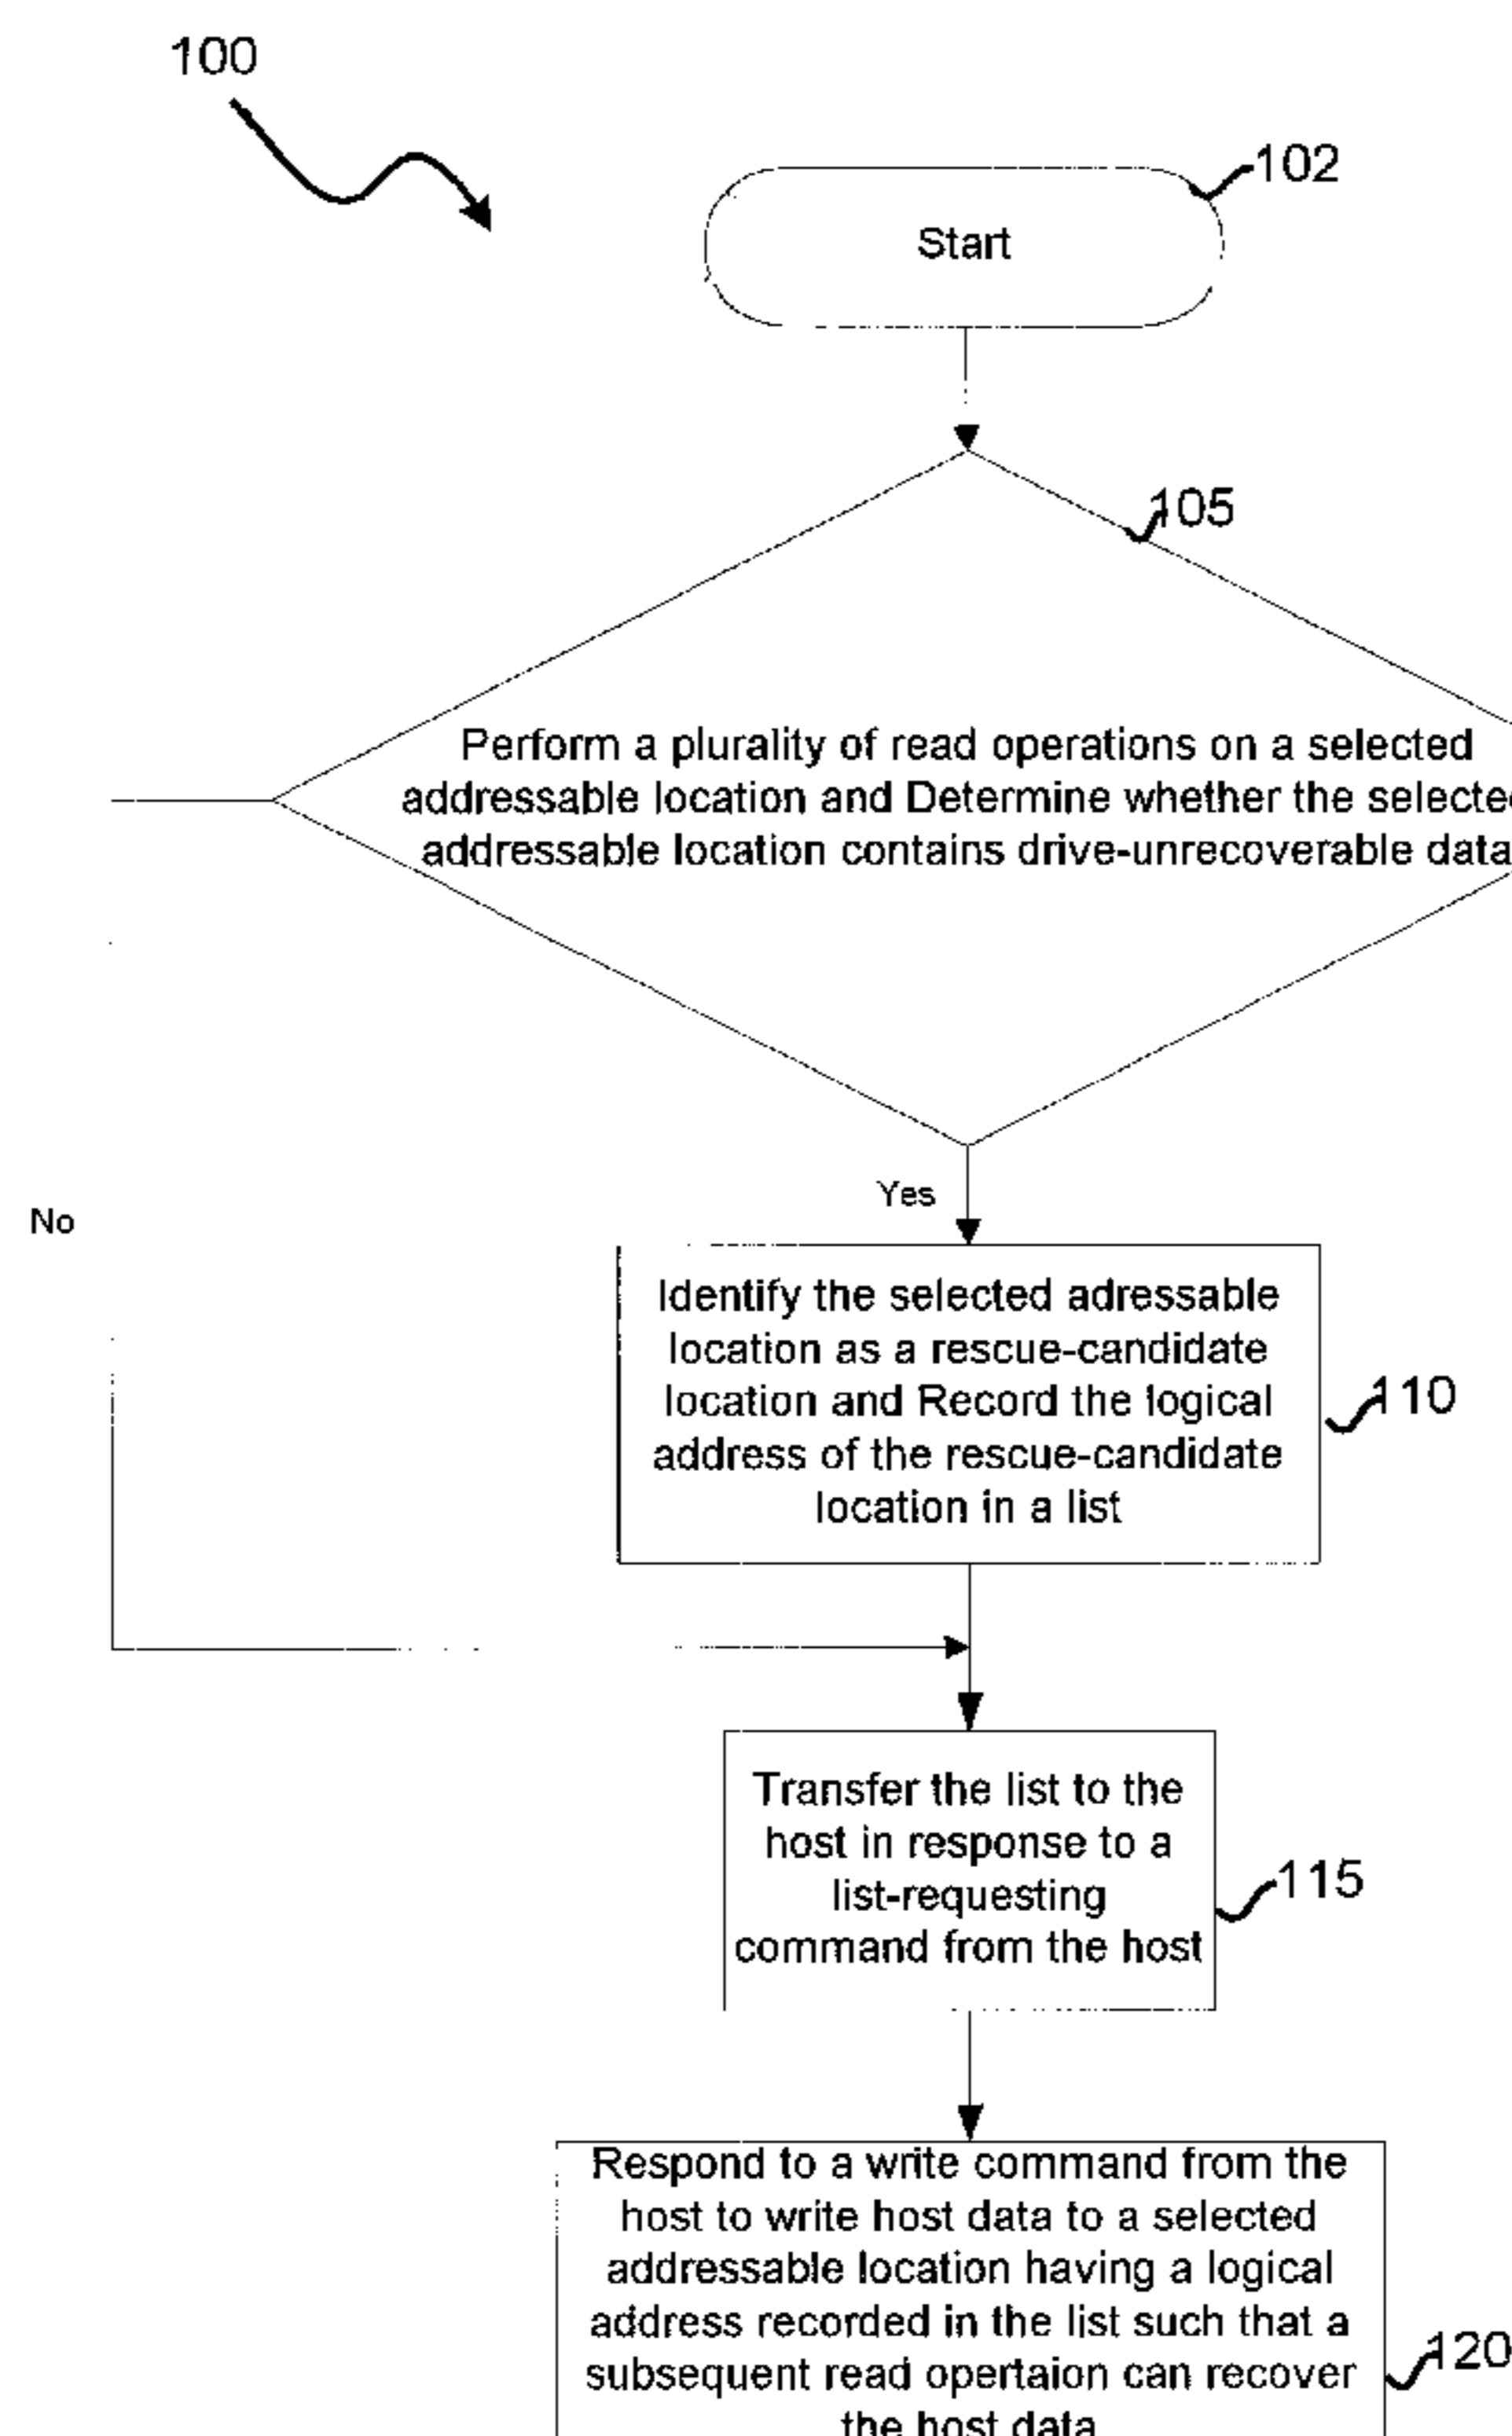 100
102
Start
105
Perform a plurality of read operations on a selected
addressable location and Determine whether the selected
addressable location contains drive-unrecoverable data
Yes
No
Identify the selected adressable
location as a rescue-candidate
location and Record the logical
address of the rescue-candidate
location in a list
110
Transfer the list to the
host in response to a
list-requesting
command from the host
115
Respond to a write command from the
host to write host data to a selected
addressable location having a logical
address recorded in the list such that a
subsequent read opertaion can recover
the host data
120